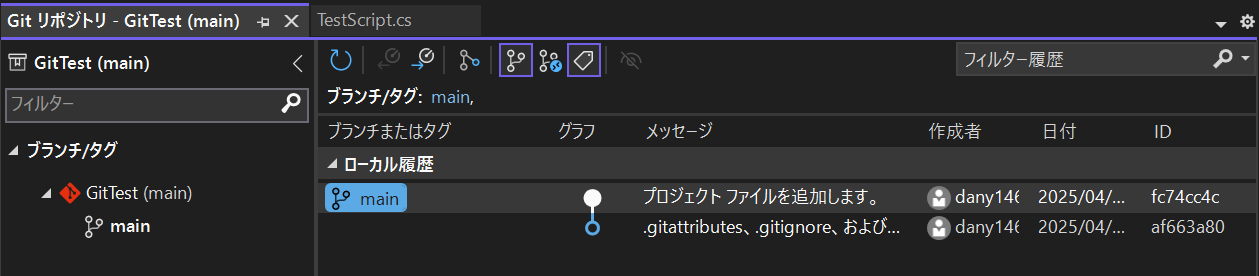 Git リポジトリ - GitTest (main)
TestScript.cs
GitTest (main)
フィルター
ブランチ/タグ
GitTest (main)
main
フィルター履歴
ブランチ/タグ: main,
ブランチまたはタグ グラフ メッセージ 作成者 日付 ID
ローカル履歴
main プロジェクト ファイルを追加します。 dany146 2025/04/... fc74cc4c
.gitattributes、.gitignore、および... dany146 2025/04/... af663a80